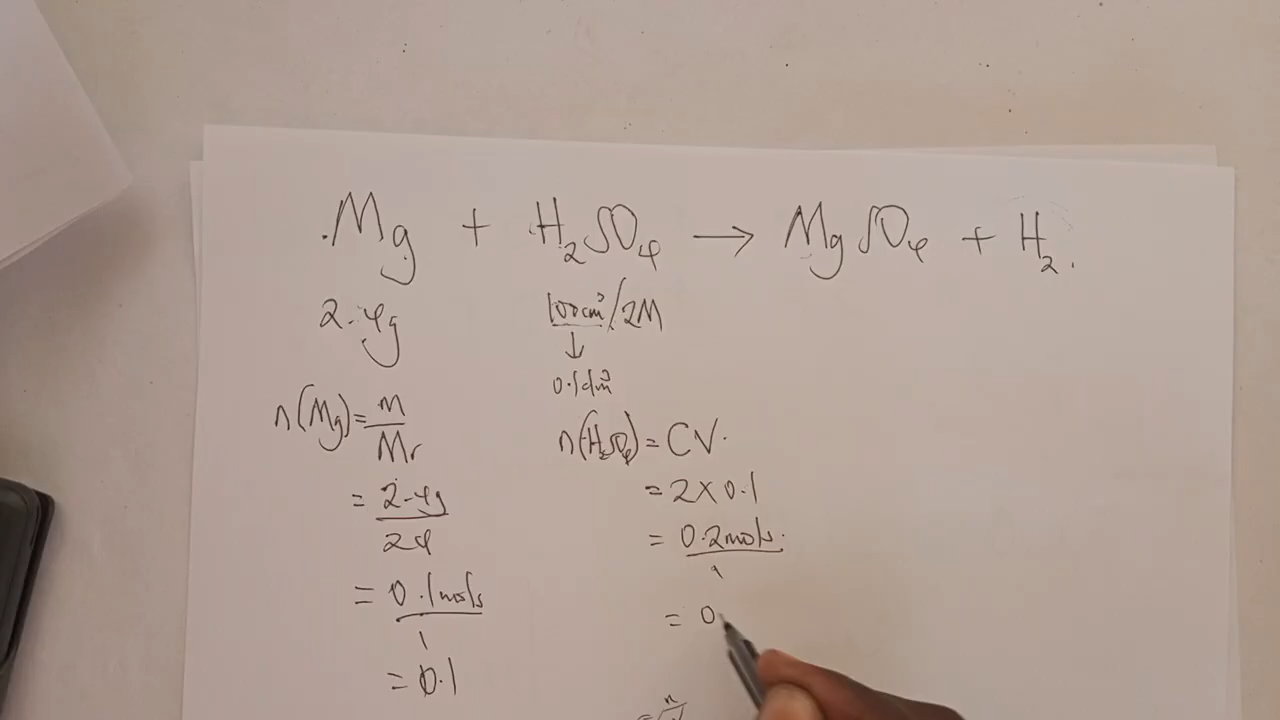 Mg + H₂SO₄ → MgSO₄ + H₂.
2.4g
100cm³/2M
↓
0.1dm³
n(Mg) = m/Mr
= 2.4g/24
= 0.1mols/1
= 0.1
n(H₂SO₄) = CV.
= 2 X 0.1
= 0.2mols./1
= 0.
= n/V